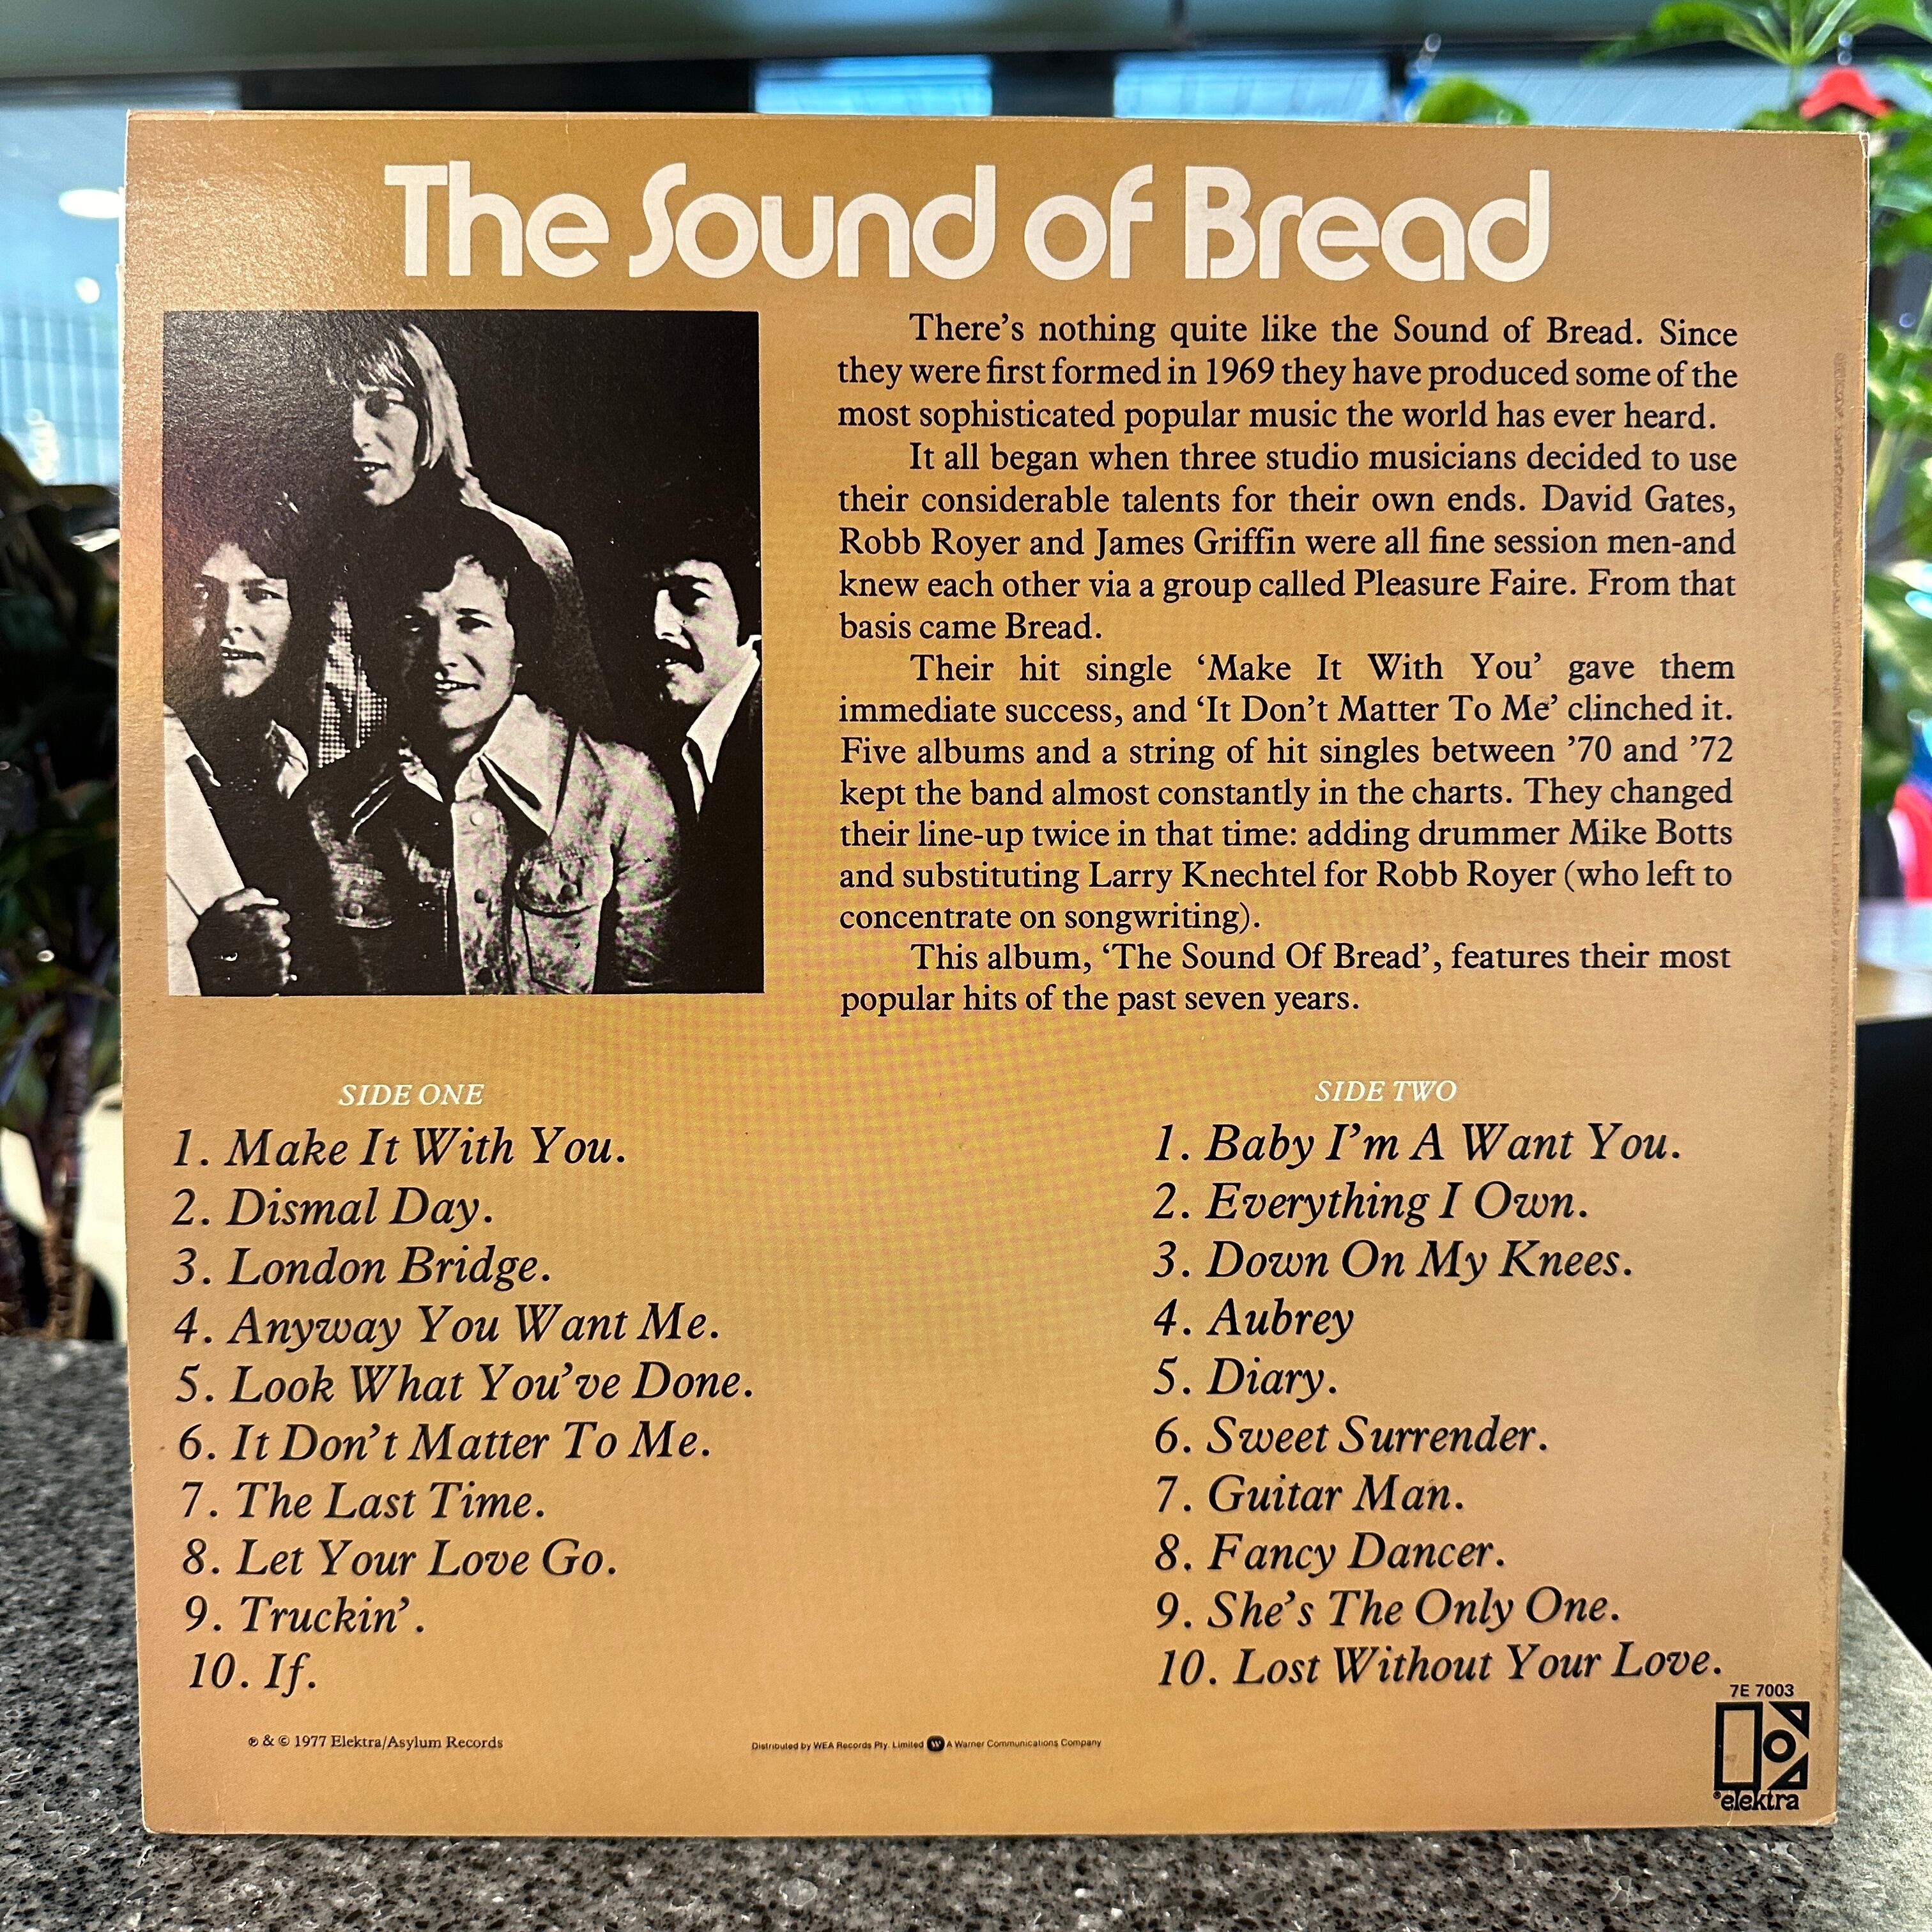 The Sound of Bread
There's nothing quite like the Sound of Bread. Since
they were first formed in 1969 they have produced some of the
most sophisticated popular music the world has ever heard.
It all began when three studio musicians decided to use
their considerable talents for their own ends. David Gates,
Robb Royer and James Griffin were all fine session men-and
knew each other via a group called Pleasure Faire. From that
basis came Bread.
Their hit single ‘Make It With You’ gave them
immediate success, and ‘It Don’t Matter To Me’ clinched it.
Five albums and a string of hit singles between ’70 and ’72
kept the band almost constantly in the charts. They changed
their line-up twice in that time: adding drummer Mike Botts
and substituting Larry Knechtel for Robb Royer (who left to
concentrate on songwriting).
This album, ‘The Sound Of Bread’, features their most
popular hits of the past seven years.
SIDE ONE
1. Make It With You.
2. Dismal Day.
3. London Bridge.
4. Anyway You Want Me.
5. Look What You’ve Done.
6. It Don’t Matter To Me.
7. The Last Time.
8. Let Your Love Go.
9. Truckin’.
10. If.
SIDE TWO
1. Baby I’m A Want You.
2. Everything I Own.
3. Down On My Knees.
4. Aubrey
5. Diary.
6. Sweet Surrender.
7. Guitar Man.
8. Fancy Dancer.
9. She’s The Only One.
10. Lost Without Your Love.
7E 7003
℗ & © 1977 Elektra/Asylum Records
Distributed by WEA Records Pty. Limited W A Warner Communications Company
elektra